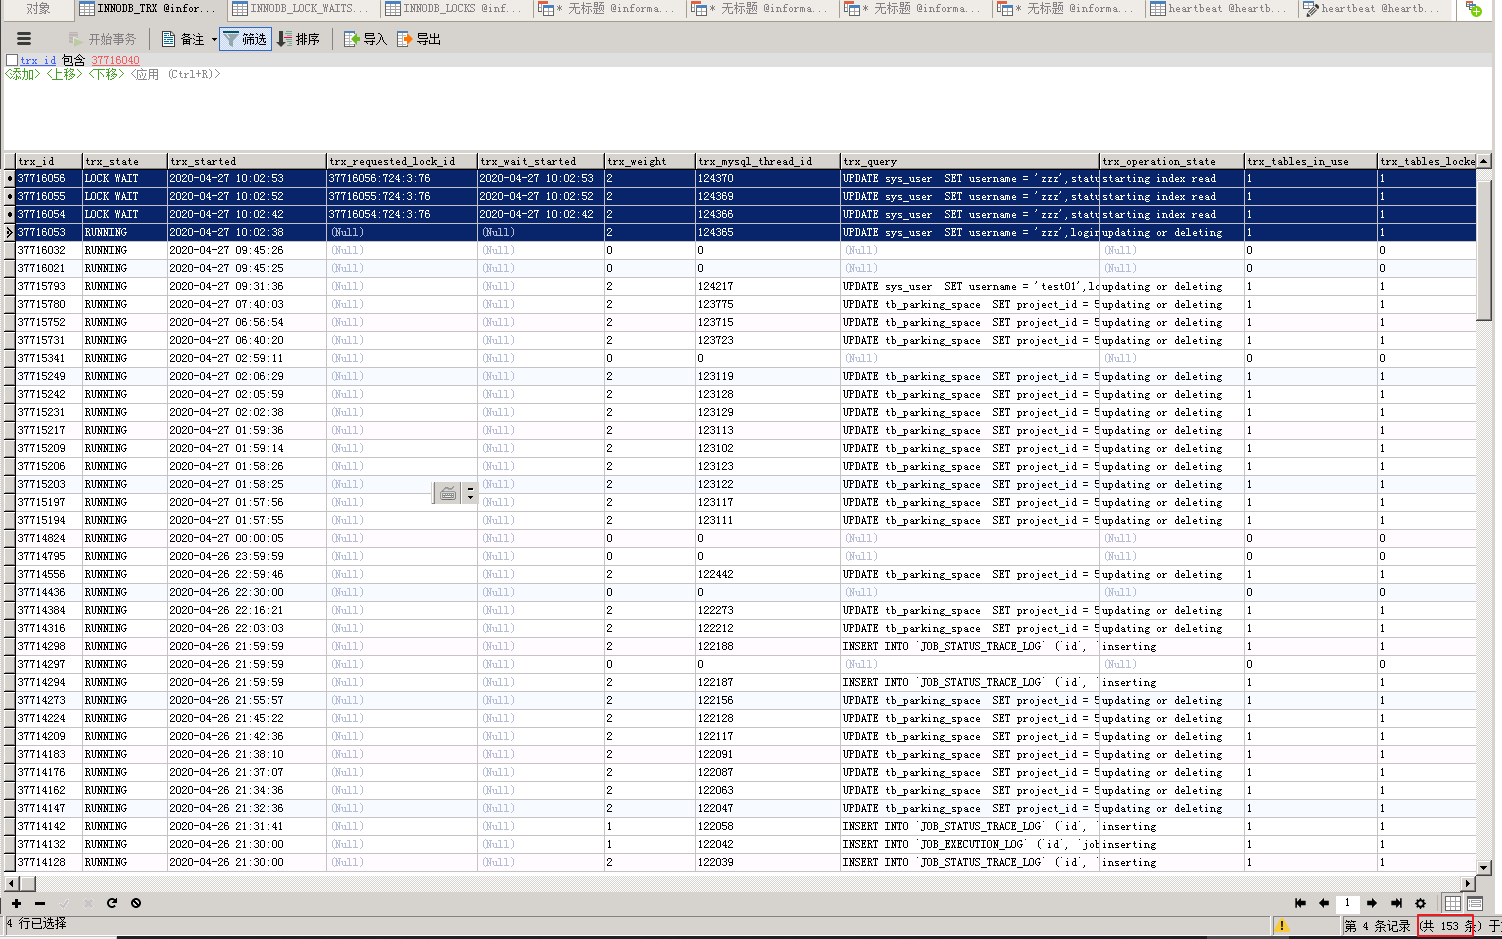 对象 INNODB_TRX @infor... INNODB_LOCK_WAITS... INNODB_LOCKS @inf... * 无标题 @informa... * 无标题 @informa... * 无标题 @informa... * 无标题 @informa... heartbeat @heartb... heartbeat @heartb...
开始事务 备注 筛选 排序 导入 导出
trx_id 包含 37716040
<添加> <上移> <下移> <应用 (Ctrl+R)>
trx_id trx_state trx_started trx_requested_lock_id trx_wait_started trx_weight trx_mysql_thread_id trx_query trx_operation_state trx_tables_in_use trx_tables_locke
37716056 LOCK WAIT 2020-04-27 10:02:53 37716056:724:3:76 2020-04-27 10:02:53 2 124370 UPDATE sys_user SET username = 'zzz',statu starting index read 1 1
37716055 LOCK WAIT 2020-04-27 10:02:52 37716055:724:3:76 2020-04-27 10:02:52 2 124369 UPDATE sys_user SET username = 'zzz',statu starting index read 1 1
37716054 LOCK WAIT 2020-04-27 10:02:42 37716054:724:3:76 2020-04-27 10:02:42 2 124366 UPDATE sys_user SET username = 'zzz',statu starting index read 1 1
37716053 RUNNING 2020-04-27 10:02:38 (Null) (Null) 2 124365 UPDATE sys_user SET username = 'zzz',login updating or deleting 1 1
37716032 RUNNING 2020-04-27 09:45:26 (Null) (Null) 0 0 (Null) (Null) 0 0
37716021 RUNNING 2020-04-27 09:45:25 (Null) (Null) 0 0 (Null) (Null) 0 0
37715793 RUNNING 2020-04-27 09:31:36 (Null) (Null) 2 124217 UPDATE sys_user SET username = 'test01',lo updating or deleting 1 1
37715780 RUNNING 2020-04-27 07:40:03 (Null) (Null) 2 123775 UPDATE tb_parking_space SET project_id = 5 updating or deleting 1 1
37715752 RUNNING 2020-04-27 06:56:54 (Null) (Null) 2 123715 UPDATE tb_parking_space SET project_id = 5 updating or deleting 1 1
37715731 RUNNING 2020-04-27 06:40:20 (Null) (Null) 2 123723 UPDATE tb_parking_space SET project_id = 5 updating or deleting 1 1
37715341 RUNNING 2020-04-27 02:59:11 (Null) (Null) 0 0 (Null) (Null) 0 0
37715249 RUNNING 2020-04-27 02:06:29 (Null) (Null) 2 123119 UPDATE tb_parking_space SET project_id = 5 updating or deleting 1 1
37715242 RUNNING 2020-04-27 02:05:59 (Null) (Null) 2 123128 UPDATE tb_parking_space SET project_id = 5 updating or deleting 1 1
37715231 RUNNING 2020-04-27 02:02:38 (Null) (Null) 2 123129 UPDATE tb_parking_space SET project_id = 5 updating or deleting 1 1
37715217 RUNNING 2020-04-27 01:59:36 (Null) (Null) 2 123113 UPDATE tb_parking_space SET project_id = 5 updating or deleting 1 1
37715209 RUNNING 2020-04-27 01:59:14 (Null) (Null) 2 123102 UPDATE tb_parking_space SET project_id = 5 updating or deleting 1 1
37715206 RUNNING 2020-04-27 01:58:26 (Null) (Null) 2 123123 UPDATE tb_parking_space SET project_id = 5 updating or deleting 1 1
37715203 RUNNING 2020-04-27 01:58:25 (Null) (Null) 2 123122 UPDATE tb_parking_space SET project_id = 5 updating or deleting 1 1
37715197 RUNNING 2020-04-27 01:57:56 (Null) (Null) 2 123117 UPDATE tb_parking_space SET project_id = 5 updating or deleting 1 1
37715194 RUNNING 2020-04-27 01:57:55 (Null) (Null) 2 123111 UPDATE tb_parking_space SET project_id = 5 updating or deleting 1 1
37714824 RUNNING 2020-04-27 00:00:05 (Null) (Null) 0 0 (Null) (Null) 0 0
37714795 RUNNING 2020-04-26 23:59:59 (Null) (Null) 0 0 (Null) (Null) 0 0
37714556 RUNNING 2020-04-26 22:59:46 (Null) (Null) 2 122442 UPDATE tb_parking_space SET project_id = 5 updating or deleting 1 1
37714436 RUNNING 2020-04-26 22:30:00 (Null) (Null) 0 0 (Null) (Null) 0 0
37714384 RUNNING 2020-04-26 22:16:21 (Null) (Null) 2 122273 UPDATE tb_parking_space SET project_id = 5 updating or deleting 1 1
37714316 RUNNING 2020-04-26 22:03:03 (Null) (Null) 2 122212 UPDATE tb_parking_space SET project_id = 5 updating or deleting 1 1
37714298 RUNNING 2020-04-26 21:59:59 (Null) (Null) 2 122188 INSERT INTO `JOB_STATUS_TRACE_LOG` (`id`, ` inserting 1 1
37714297 RUNNING 2020-04-26 21:59:59 (Null) (Null) 0 0 (Null) (Null) 0 0
37714294 RUNNING 2020-04-26 21:59:59 (Null) (Null) 2 122187 INSERT INTO `JOB_STATUS_TRACE_LOG` (`id`, ` inserting 1 1
37714273 RUNNING 2020-04-26 21:55:57 (Null) (Null) 2 122156 UPDATE tb_parking_space SET project_id = 5 updating or deleting 1 1
37714224 RUNNING 2020-04-26 21:45:22 (Null) (Null) 2 122128 UPDATE tb_parking_space SET project_id = 5 updating or deleting 1 1
37714209 RUNNING 2020-04-26 21:42:36 (Null) (Null) 2 122117 UPDATE tb_parking_space SET project_id = 5 updating or deleting 1 1
37714183 RUNNING 2020-04-26 21:38:10 (Null) (Null) 2 122091 UPDATE tb_parking_space SET project_id = 5 updating or deleting 1 1
37714176 RUNNING 2020-04-26 21:37:07 (Null) (Null) 2 122087 UPDATE tb_parking_space SET project_id = 5 updating or deleting 1 1
37714162 RUNNING 2020-04-26 21:34:36 (Null) (Null) 2 122063 UPDATE tb_parking_space SET project_id = 5 updating or deleting 1 1
37714147 RUNNING 2020-04-26 21:32:36 (Null) (Null) 2 122047 UPDATE tb_parking_space SET project_id = 5 updating or deleting 1 1
37714142 RUNNING 2020-04-26 21:31:41 (Null) (Null) 1 122058 INSERT INTO `JOB_STATUS_TRACE_LOG` (`id`, ` inserting 1 1
37714132 RUNNING 2020-04-26 21:30:00 (Null) (Null) 1 122042 INSERT INTO `JOB_EXECUTION_LOG` (`id`, `job inserting 1 1
37714128 RUNNING 2020-04-26 21:30:00 (Null) (Null) 2 122039 INSERT INTO `JOB_STATUS_TRACE_LOG` (`id`, ` inserting 1 1
1
4 行已选择 第 4 条记录 (共 153 条) 于